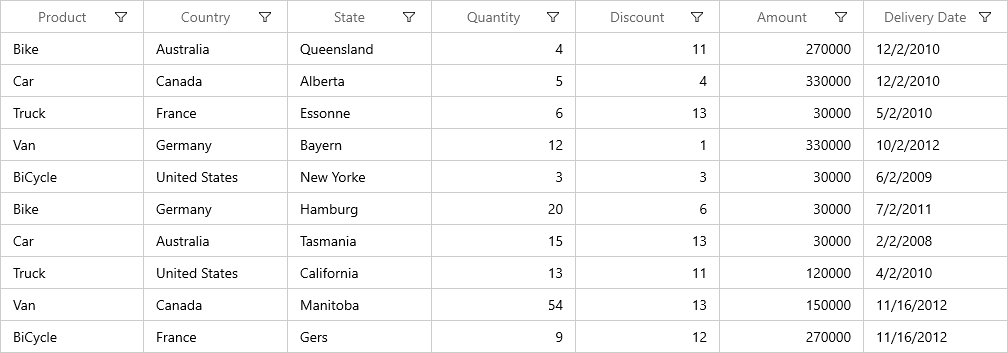 Product Country State Quantity Discount Amount Delivery Date
Bike Australia Queensland 4 11 270000 12/2/2010
Car Canada Alberta 5 4 330000 12/2/2010
Truck France Essonne 6 13 30000 5/2/2010
Van Germany Bayern 12 1 330000 10/2/2012
BiCycle United States New Yorke 3 3 30000 6/2/2009
Bike Germany Hamburg 20 6 30000 7/2/2011
Car Australia Tasmania 15 13 30000 2/2/2008
Truck United States California 13 11 120000 4/2/2010
Van Canada Manitoba 54 13 150000 11/16/2012
BiCycle France Gers 9 12 270000 11/16/2012